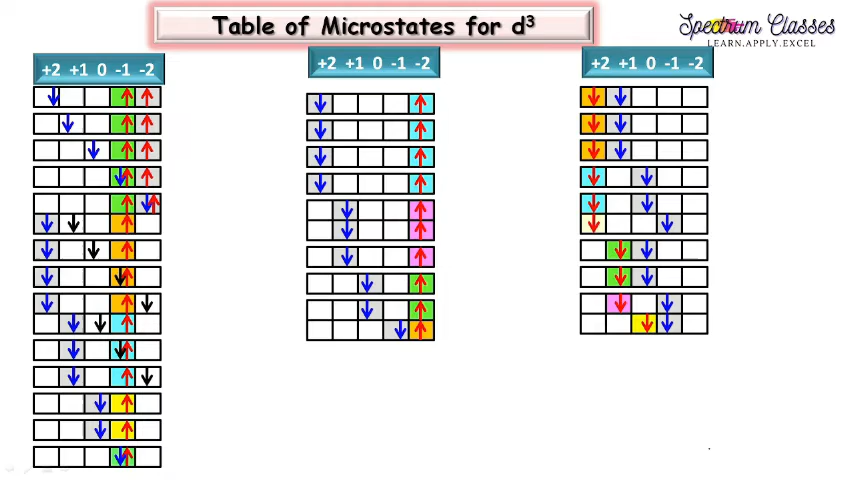 Table of Microstates for d³
Spectrum Classes
LEARN.APPLY.EXCEL
+2 +1 0 -1 -2
+2 +1 0 -1 -2
+2 +1 0 -1 -2